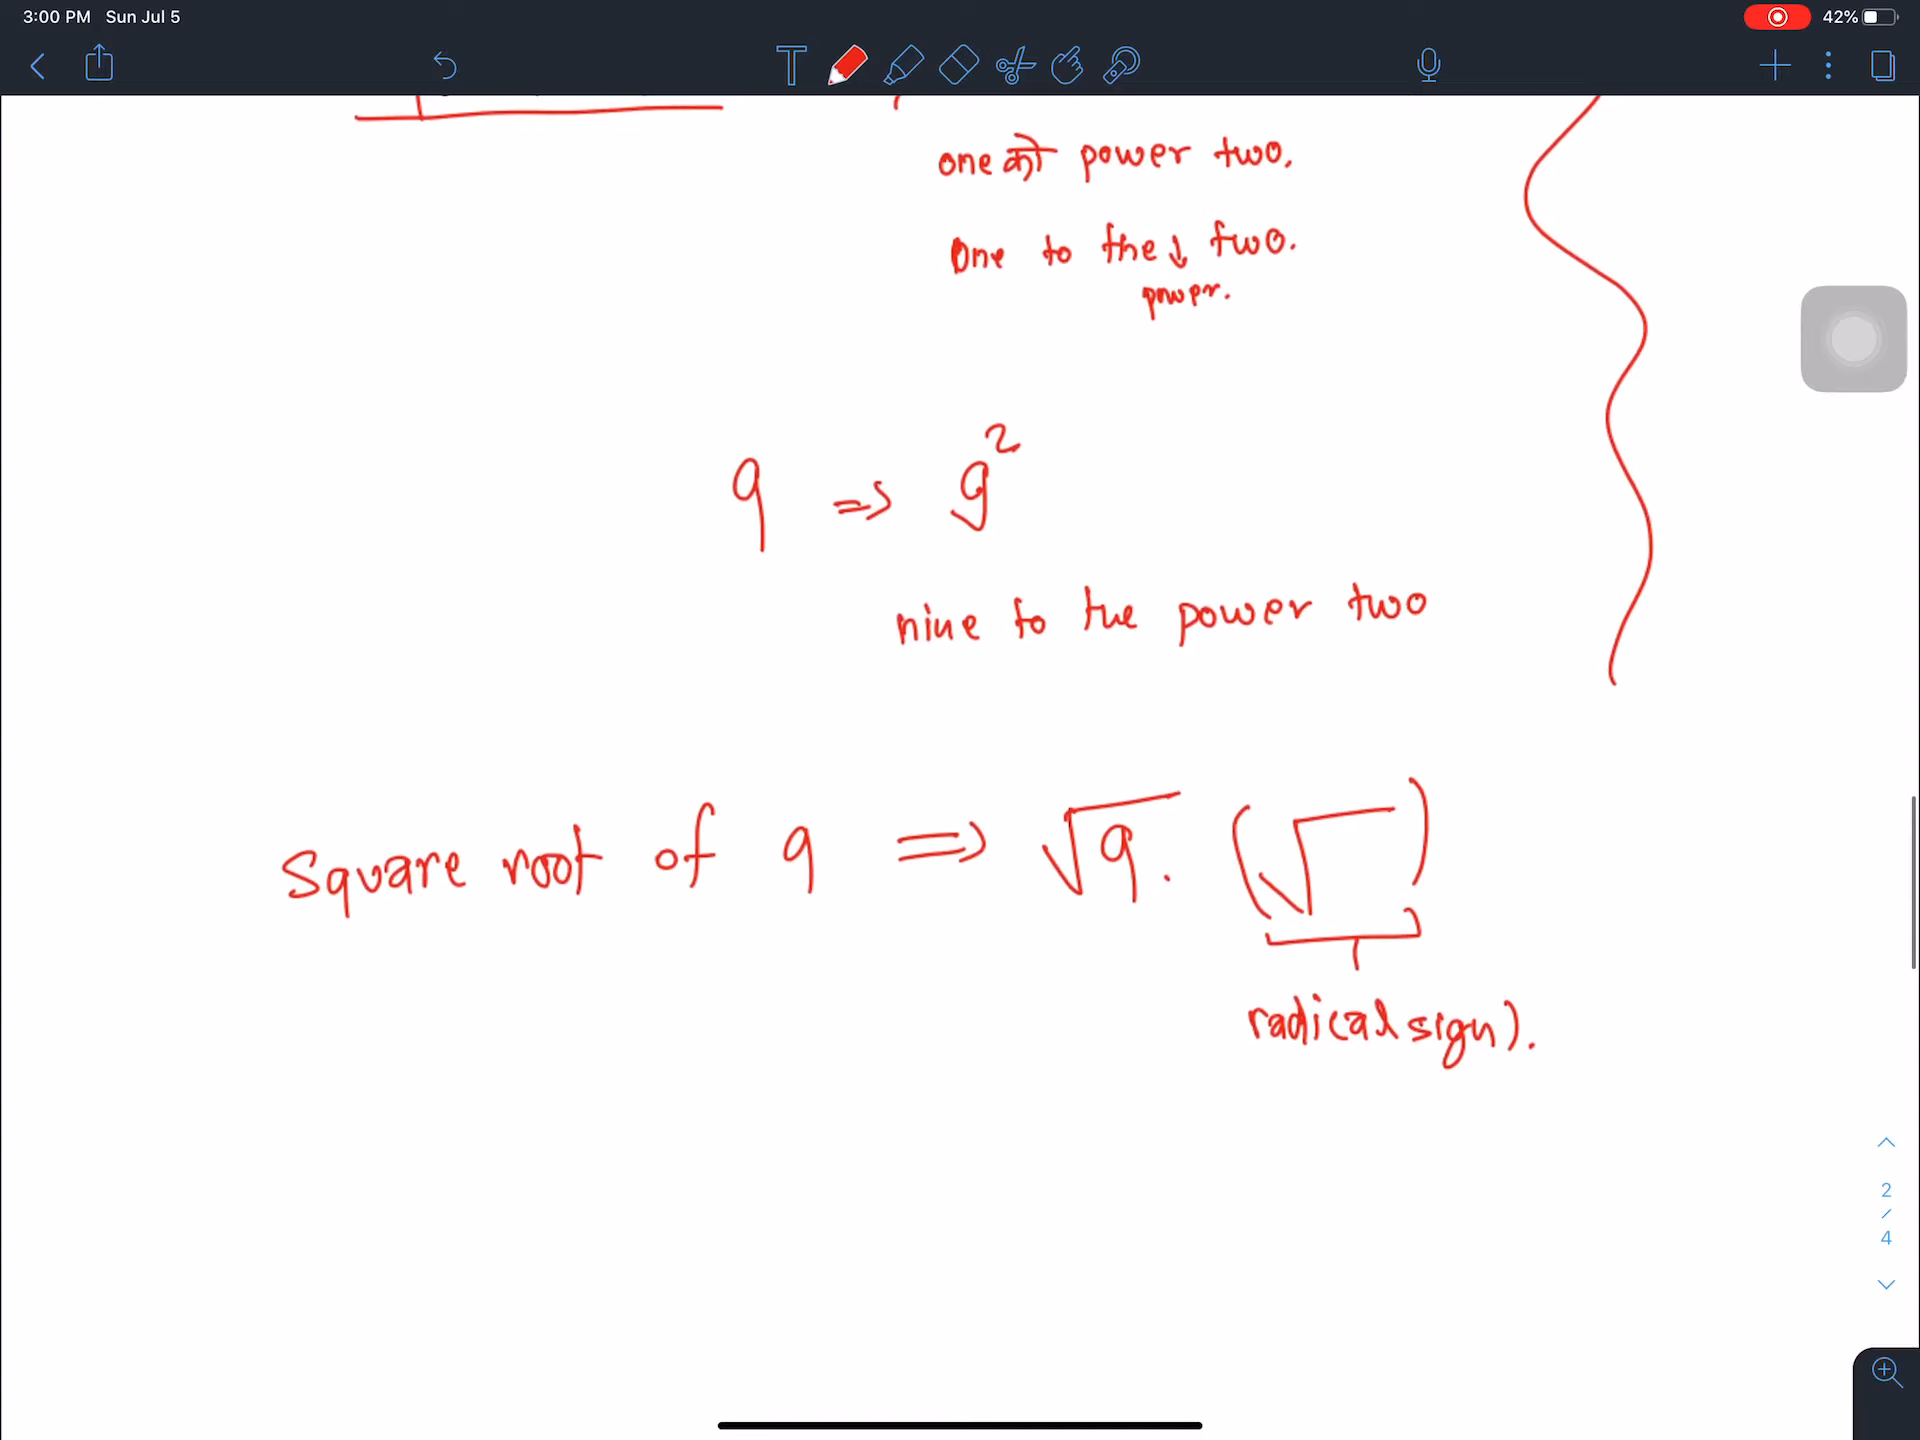 3:00 PM Sun Jul 5
42%
T
one की power two.
One to the ↓ two.
power.
9 ⇒ 9²
nine to the power two
Square root of 9 ⇒ √9. (√ )
radical sign).
2
/
4